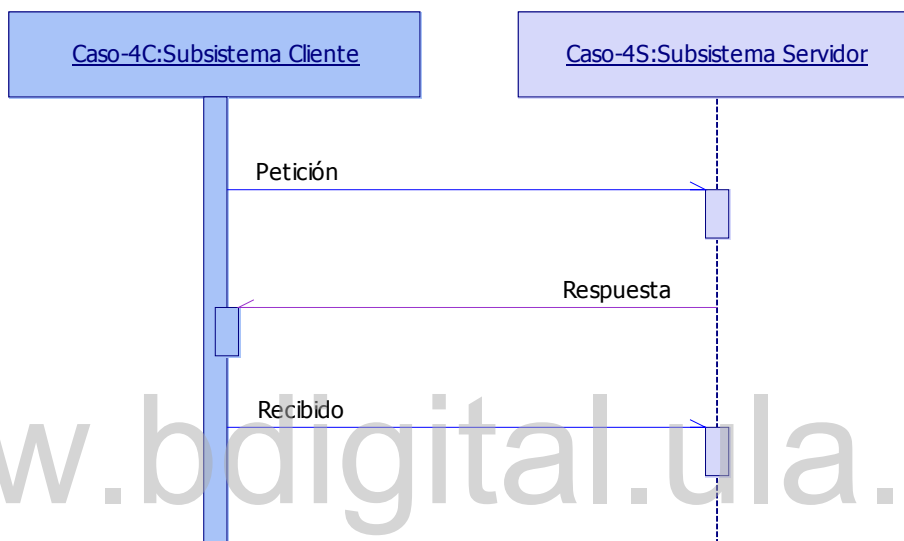 Caso-4C:Subsistema Cliente
Caso-4S:Subsistema Servidor
Petición
Respuesta
Recibido
w.bdigital.ula.